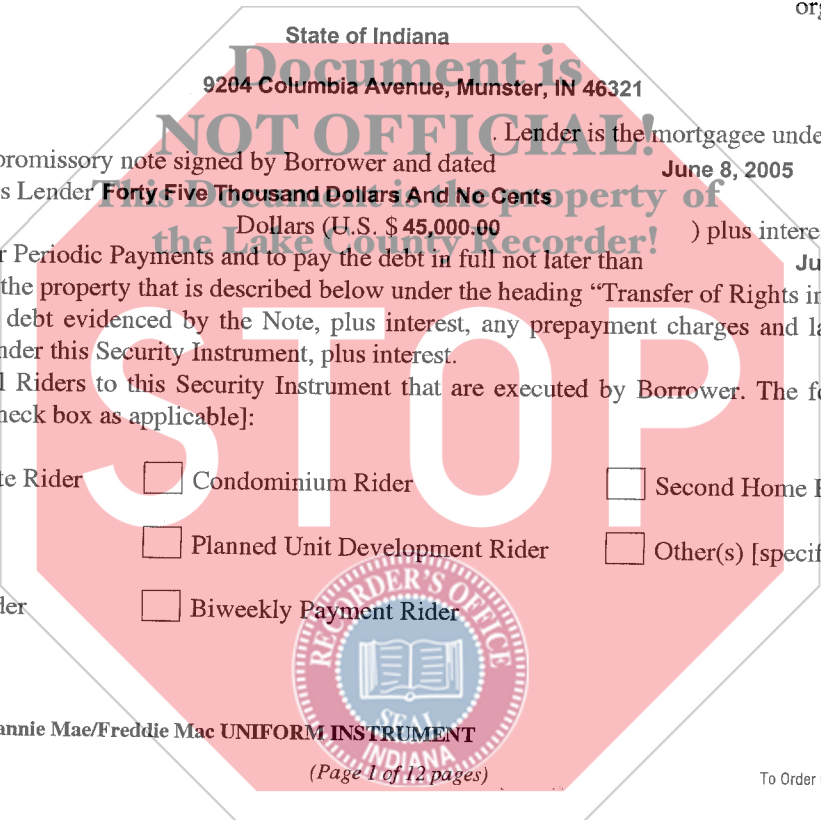 org
State of Indiana
Document is
9204 Columbia Avenue, Munster, IN 46321
NOT OFFICIAL!
. Lender is the mortgagee unde
promissory note signed by Borrower and dated June 8, 2005
This Document is the property of
s Lender Forty Five Thousand Dollars And No Cents
Dollars (U.S. $ 45,000.00 ) plus intere
the Lake County Recorder!
r Periodic Payments and to pay the debt in full not later than Ju
the property that is described below under the heading “Transfer of Rights in
debt evidenced by the Note, plus interest, any prepayment charges and la
nder this Security Instrument, plus interest.
l Riders to this Security Instrument that are executed by Borrower. The fo
heck box as applicable]:
STOP
te Rider Condominium Rider Second Home R
Planned Unit Development Rider Other(s) [specif
der Biweekly Payment Rider
RECORDER'S OFFICE
SEAL
INDIANA
annie Mae/Freddie Mac UNIFORM INSTRUMENT
(Page 1 of 12 pages)
To Order